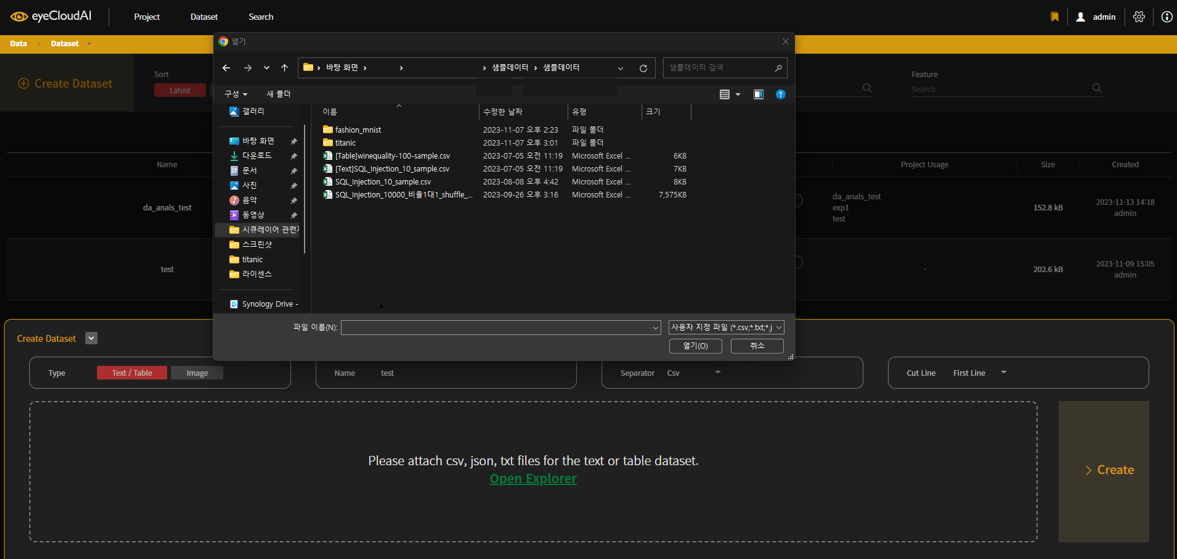 eyeCloudAI
Project
Dataset
Search
admin
Data
Dataset
열기
바탕 화면
샘플데이터
샘플데이터
샘플데이터 검색
구성
새 폴더
Create Dataset
Sort
Latest
Feature
Search
갤러리
바탕 화면
다운로드
문서
사진
음악
동영상
시큐레이어 관련
스크린샷
titanic
라이센스
Synology Drive -
이름 수정한 날짜 유형 크기
fashion_mnist 2023-11-07 오후 2:23 파일 폴더
titanic 2023-11-07 오후 3:01 파일 폴더
[Table]winequality-100-sample.csv 2023-07-05 오전 11:19 Microsoft Excel ... 6KB
[Text]SQL_Injection_10_sample.csv 2023-07-05 오전 11:19 Microsoft Excel ... 7KB
SQL_Injection_10_sample.csv 2023-08-08 오후 4:42 Microsoft Excel ... 8KB
SQL_Injection_10000_비율1대1_shuffle_... 2023-09-26 오후 3:16 Microsoft Excel ... 7,575KB
파일 이름(N):
사용자 지정 파일 (*.csv;*.txt;*.j
열기(O)
취소
Name
Project Usage
Size
Created
da_anals_test
da_anals_test
exp1
test
152.8 kB
2023-11-13 14:18
admin
test
-
202.6 kB
2023-11-09 15:05
admin
Create Dataset
Type
Text / Table
Image
Name
test
Separator
Csv
Cut Line
First Line
Please attach csv, json, txt files for the text or table dataset.
Open Explorer
Create